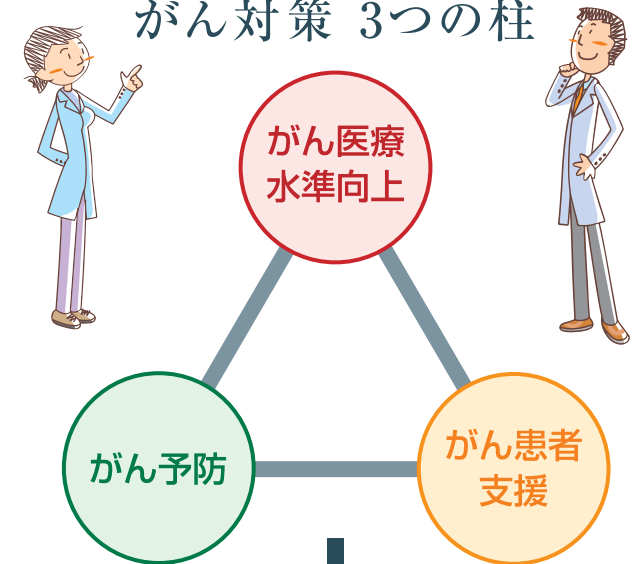 がん対策 3つの柱
がん医療
水準向上
がん予防
がん患者
支援